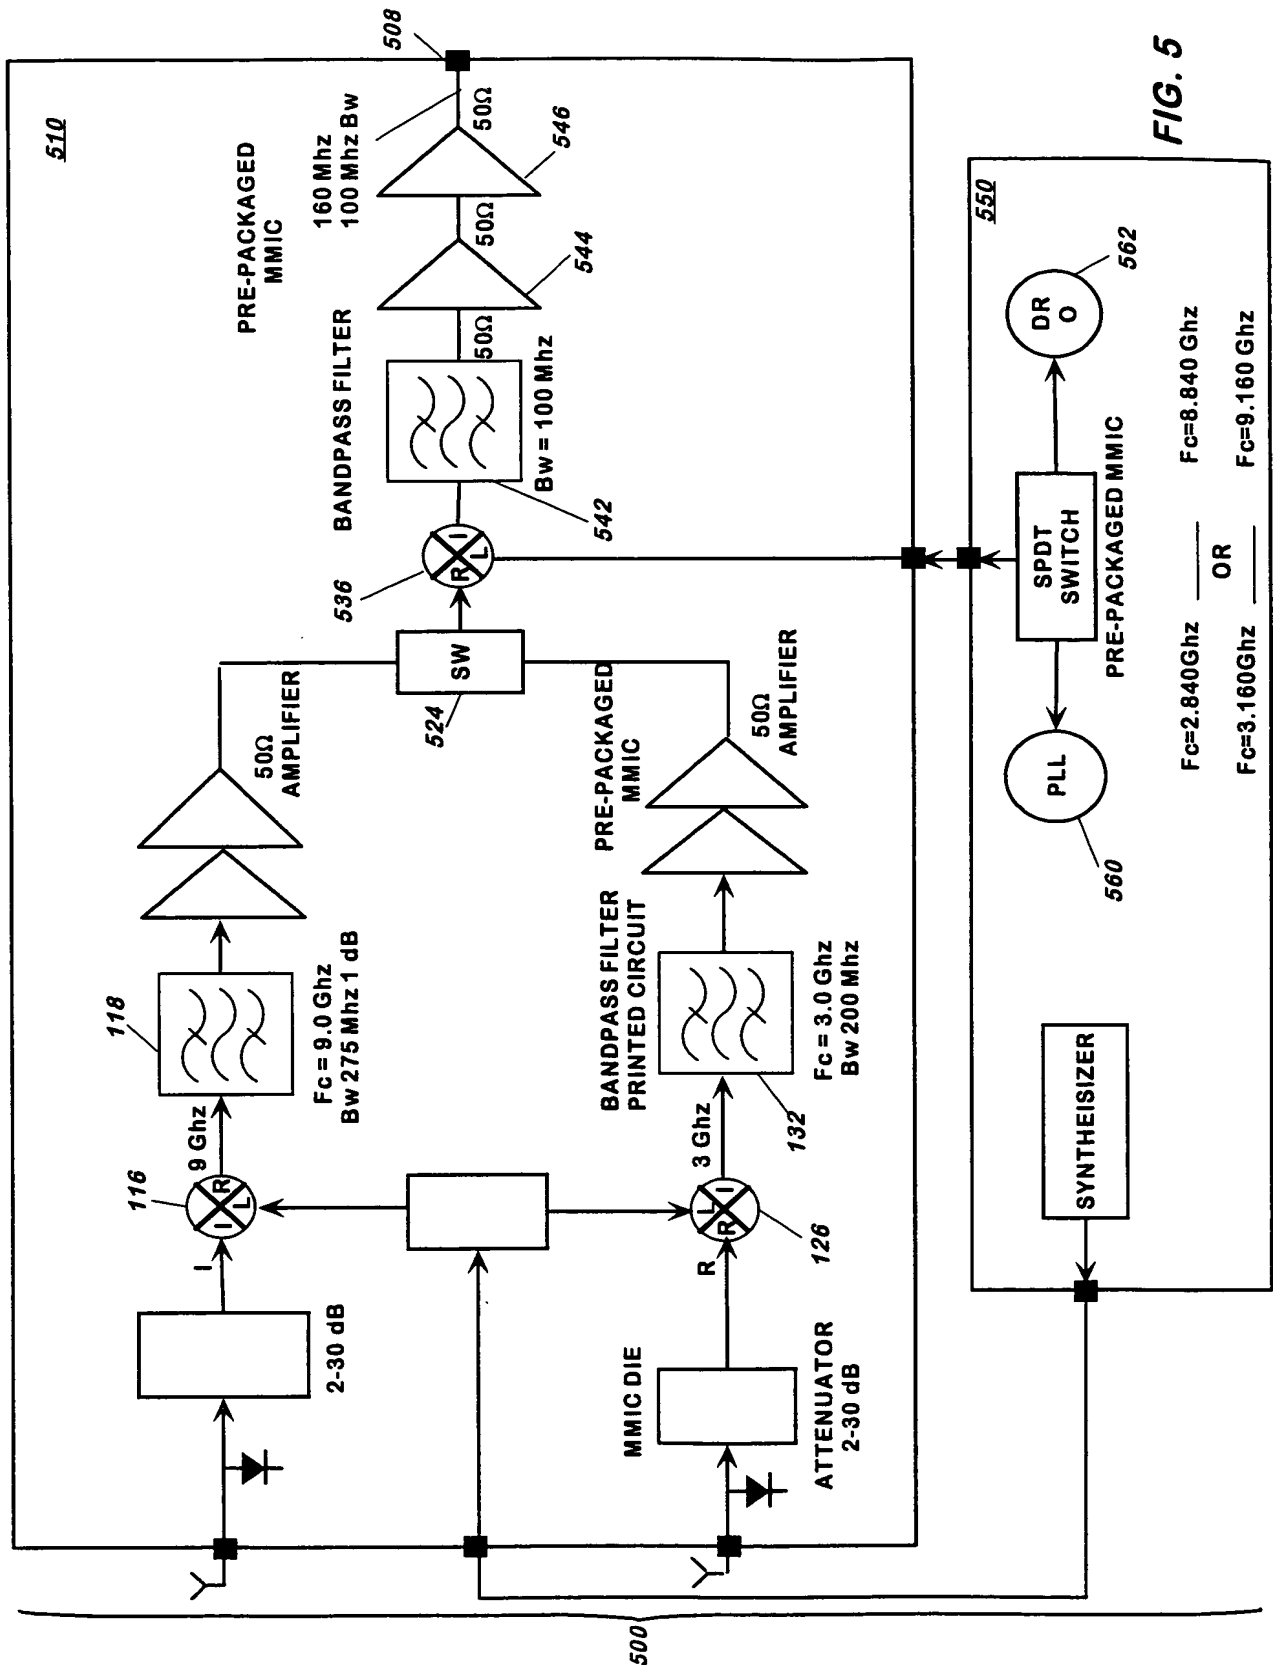 510
508
PRE-PACKAGED
MMIC
160 Mhz
100 Mhz Bw
50Ω
546
50Ω
544
50Ω
BANDPASS FILTER
Bw = 100 Mhz
542
R
L
I
536
SW
524
50Ω
AMPLIFIER
118
Fc = 9.0 Ghz
Bw 275 Mhz 1 dB
9 Ghz
116
I
L
R
I
2-30 dB
PRE-PACKAGED
MMIC
50Ω
AMPLIFIER
BANDPASS FILTER
PRINTED CIRCUIT
Fc = 3.0 Ghz
Bw 200 Mhz
132
3 Ghz
L
R
I
126
R
MMIC DIE
ATTENUATOR
2-30 dB
550
DR
O
562
SPDT
SWITCH
PRE-PACKAGED MMIC
PLL
560
Fc=2.840Ghz ___ Fc=8.840 Ghz
OR
Fc=3.160Ghz ___ Fc=9.160 Ghz
SYNTHEISIZER
500
FIG. 5